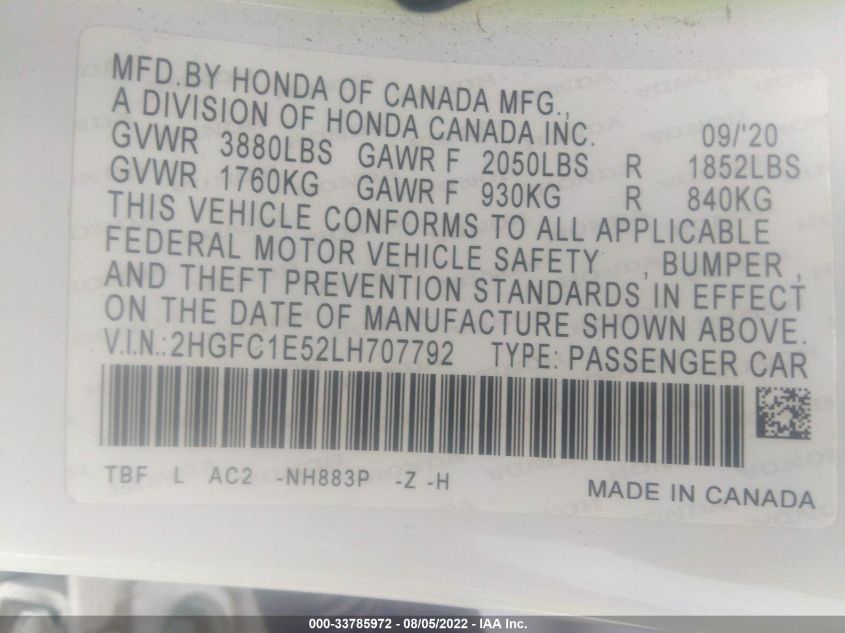 MFD.BY HONDA OF CANADA MFG.,
A DIVISION OF HONDA CANADA INC. 09/'20
GVWR 3880LBS GAWR F 2050LBS R 1852LBS
GVWR 1760KG GAWR F 930KG R 840KG
THIS VEHICLE CONFORMS TO ALL APPLICABLE
FEDERAL MOTOR VEHICLE SAFETY , BUMPER ,
AND THEFT PREVENTION STANDARDS IN EFFECT
ON THE DATE OF MANUFACTURE SHOWN ABOVE.
V.I.N.:2HGFC1E52LH707792 TYPE: PASSENGER CAR
TBF L AC2 -NH883P -Z -H
MADE IN CANADA
000-33785972 - 08/05/2022 - IAA Inc.